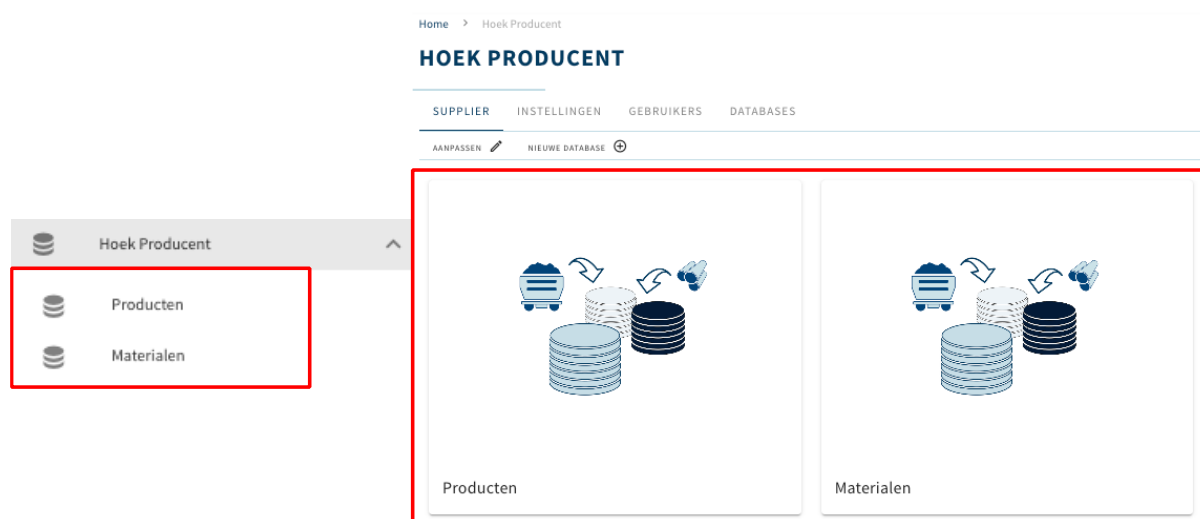 Home > Hoek Producent
HOEK PRODUCENT
SUPPLIER INSTELLINGEN GEBRUIKERS DATABASES
AANPASSEN NIEUWE DATABASE
Hoek Producent
Producten
Materialen
Producten Materialen